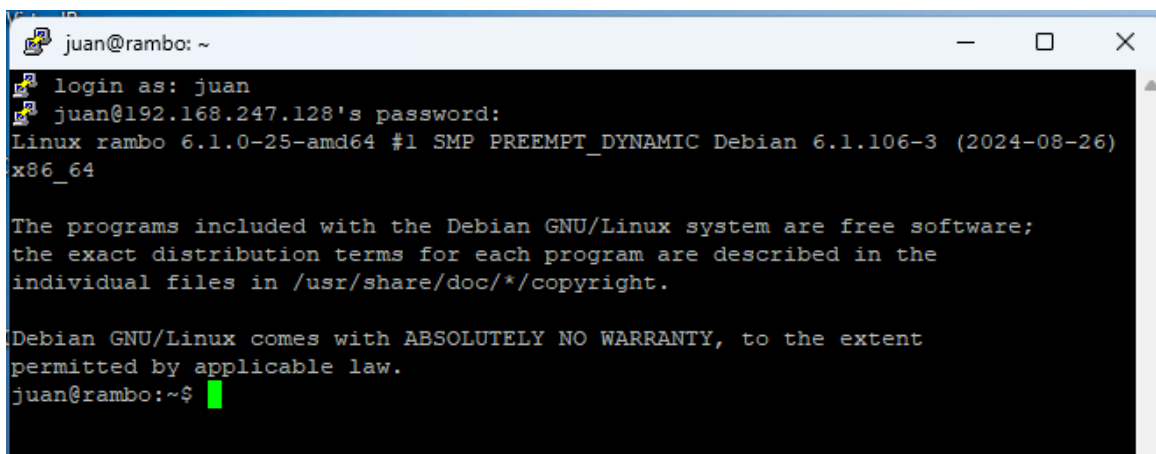 juan@rambo: ~
login as: juan
juan@192.168.247.128's password:
Linux rambo 6.1.0-25-amd64 #1 SMP PREEMPT_DYNAMIC Debian 6.1.106-3 (2024-08-26)
x86_64
The programs included with the Debian GNU/Linux system are free software;
the exact distribution terms for each program are described in the
individual files in /usr/share/doc/*/copyright.
Debian GNU/Linux comes with ABSOLUTELY NO WARRANTY, to the extent
permitted by applicable law.
juan@rambo:~$